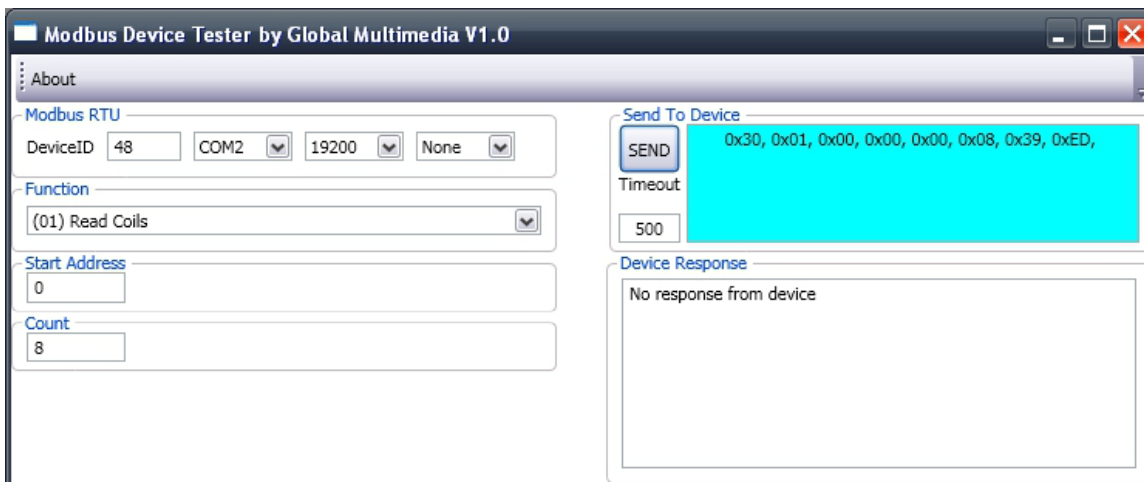 Modbus Device Tester by Global Multimedia V1.0
About
Modbus RTU
DeviceID 48 COM2 19200 None
Function
(01) Read Coils
Start Address
0
Count
8
Send To Device
SEND
0x30, 0x01, 0x00, 0x00, 0x00, 0x08, 0x39, 0xED,
Timeout
500
Device Response
No response from device